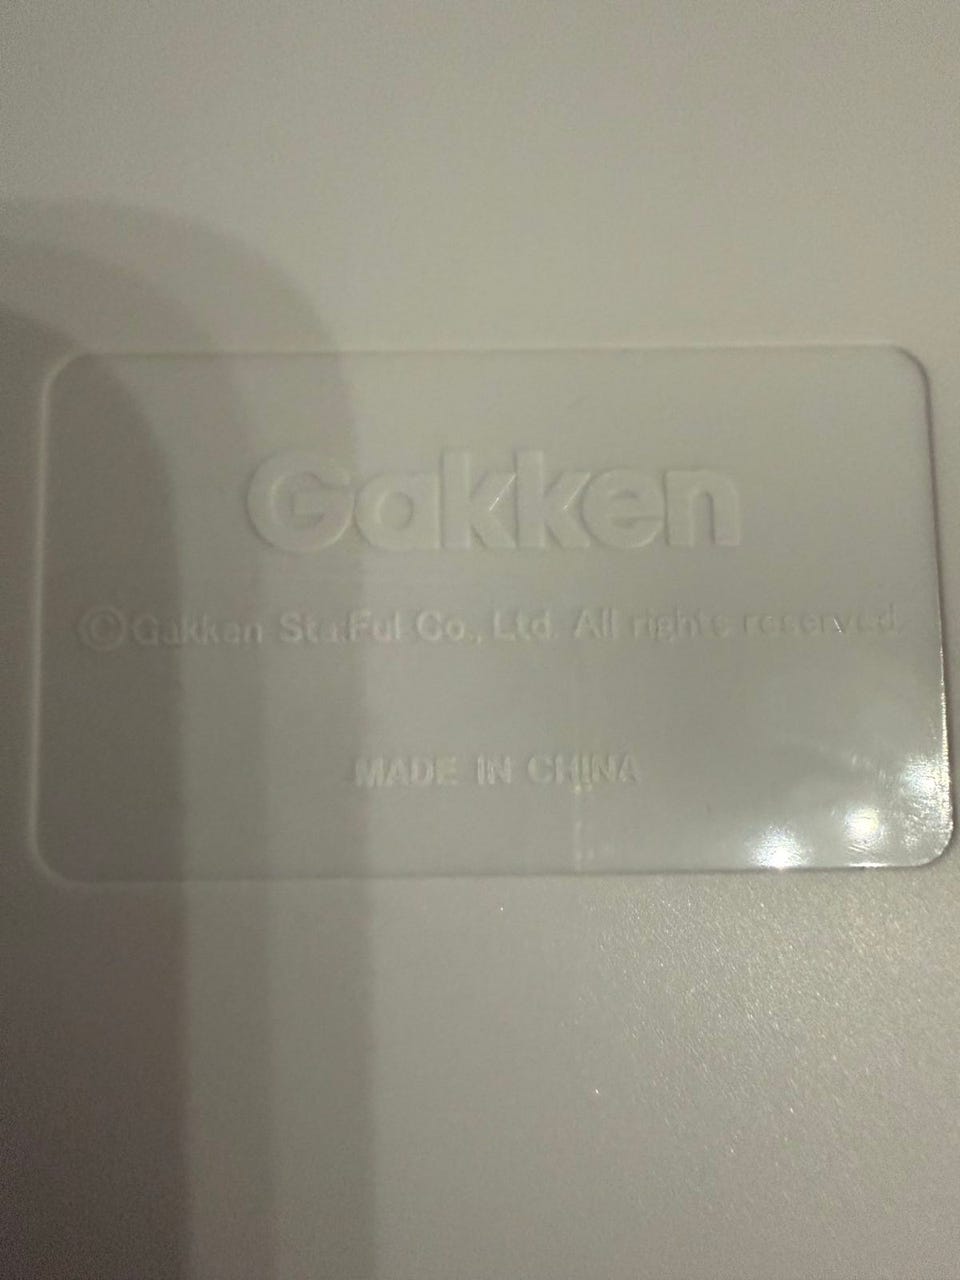 Gakken
©Gakken Sta:Ful Co., Ltd. All rights reserved.
MADE IN CHINA